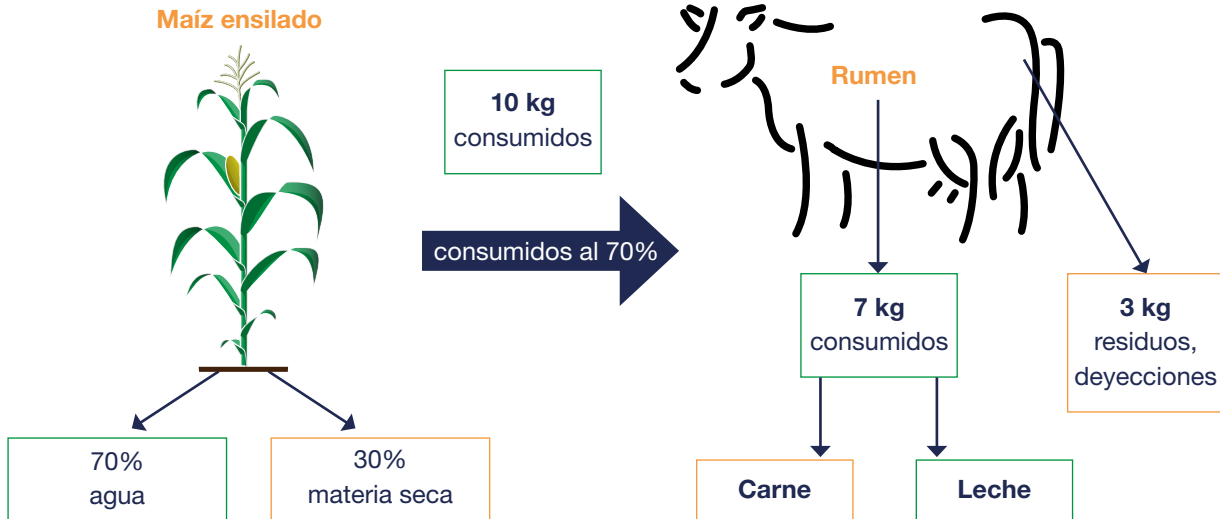 Maíz ensilado
10 kg
consumidos
consumidos al 70%
Rumen
7 kg
consumidos
3 kg
residuos,
deyecciones
70%
agua
30%
materia seca
Carne
Leche